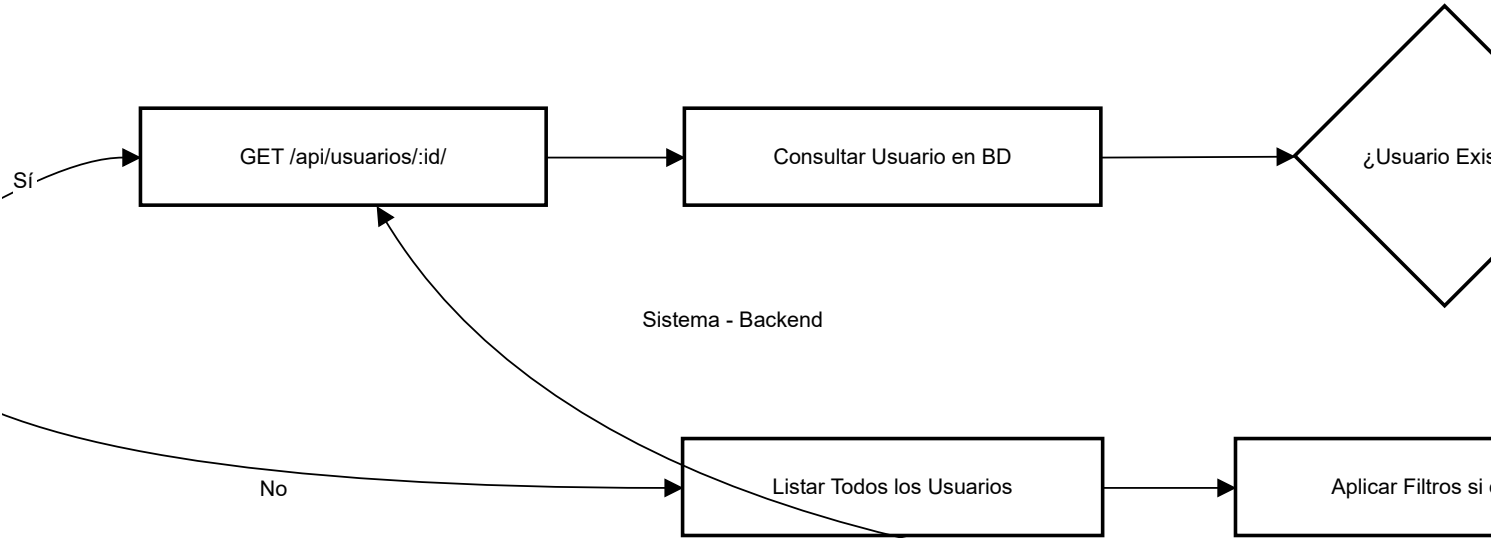 GET /api/usuarios/:id/
Consultar Usuario en BD
¿Usuario Exis
Sí
Sistema - Backend
No
Listar Todos los Usuarios
Aplicar Filtros si